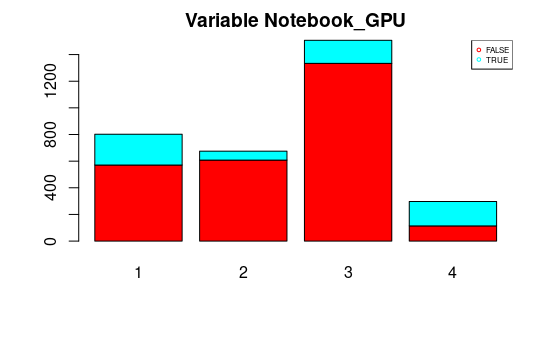 Variable Notebook_GPU
FALSE
TRUE
1200
800
400
0
1 2 3 4